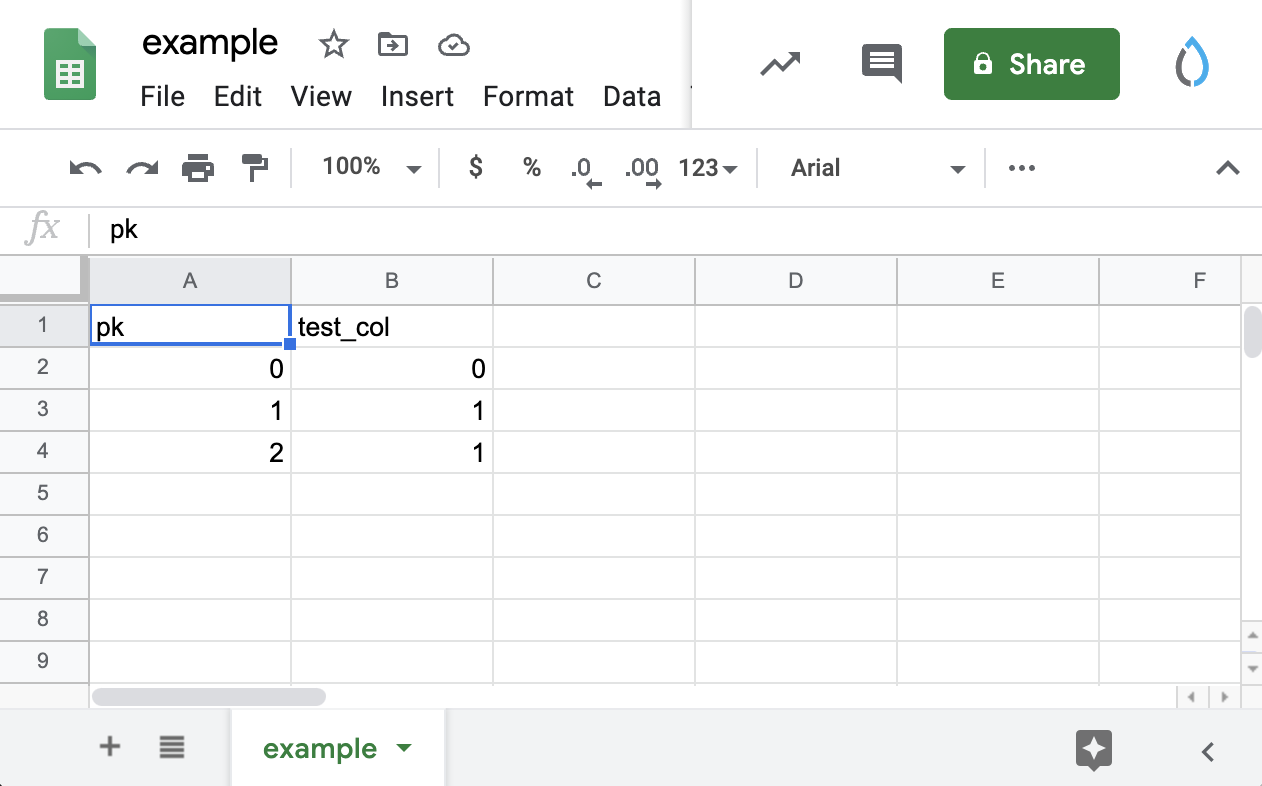 example
File Edit View Insert Format Data
Share
100% $ % .0 .00 123 Arial
fx pk
A B C D E F
1 pk test_col
2 0 0
3 1 1
4 2 1
5
6
7
8
9
example